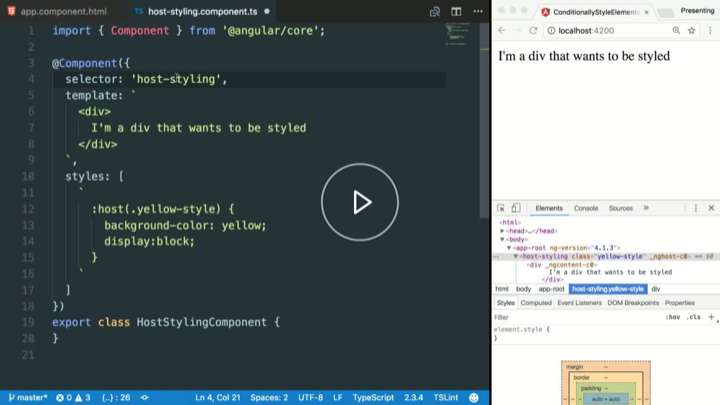 app.component.html
TS host-styling.component.ts
1 import { Component } from '@angular/core';
2
3 @Component({
4 selector: 'host-styling',
5 template: `
6 <div>
7 I'm a div that wants to be styled
8 </div>
9 `,
10 styles: [
11 `
12 :host(.yellow-style) {
13 background-color: yellow;
14 display:block;
15 }
16 `
17 ]
18 })
19 export class HostStylingComponent {
20 }
21
master* 0 3 {..} : 26 Ln 4, Col 21 Spaces: 2 UTF-8 LF TypeScript 2.3.4 TSLint
ConditionallyStyleElements Presenting
localhost:4200
I'm a div that wants to be styled
Elements Console Sources »
<html>
<head>…</head>
<body>
<app-root ng-version="4.1.3">
<host-styling class="yellow-style" _nghost-c0> == $0
<div _ngcontent-c0>
I'm a div that wants to be styled
</div>
html body app-root host-styling.yellow-style div
Styles Computed Event Listeners DOM Breakpoints Properties
Filter :hov .cls +
element.style {
}
margin -
border -
padding -
auto × auto